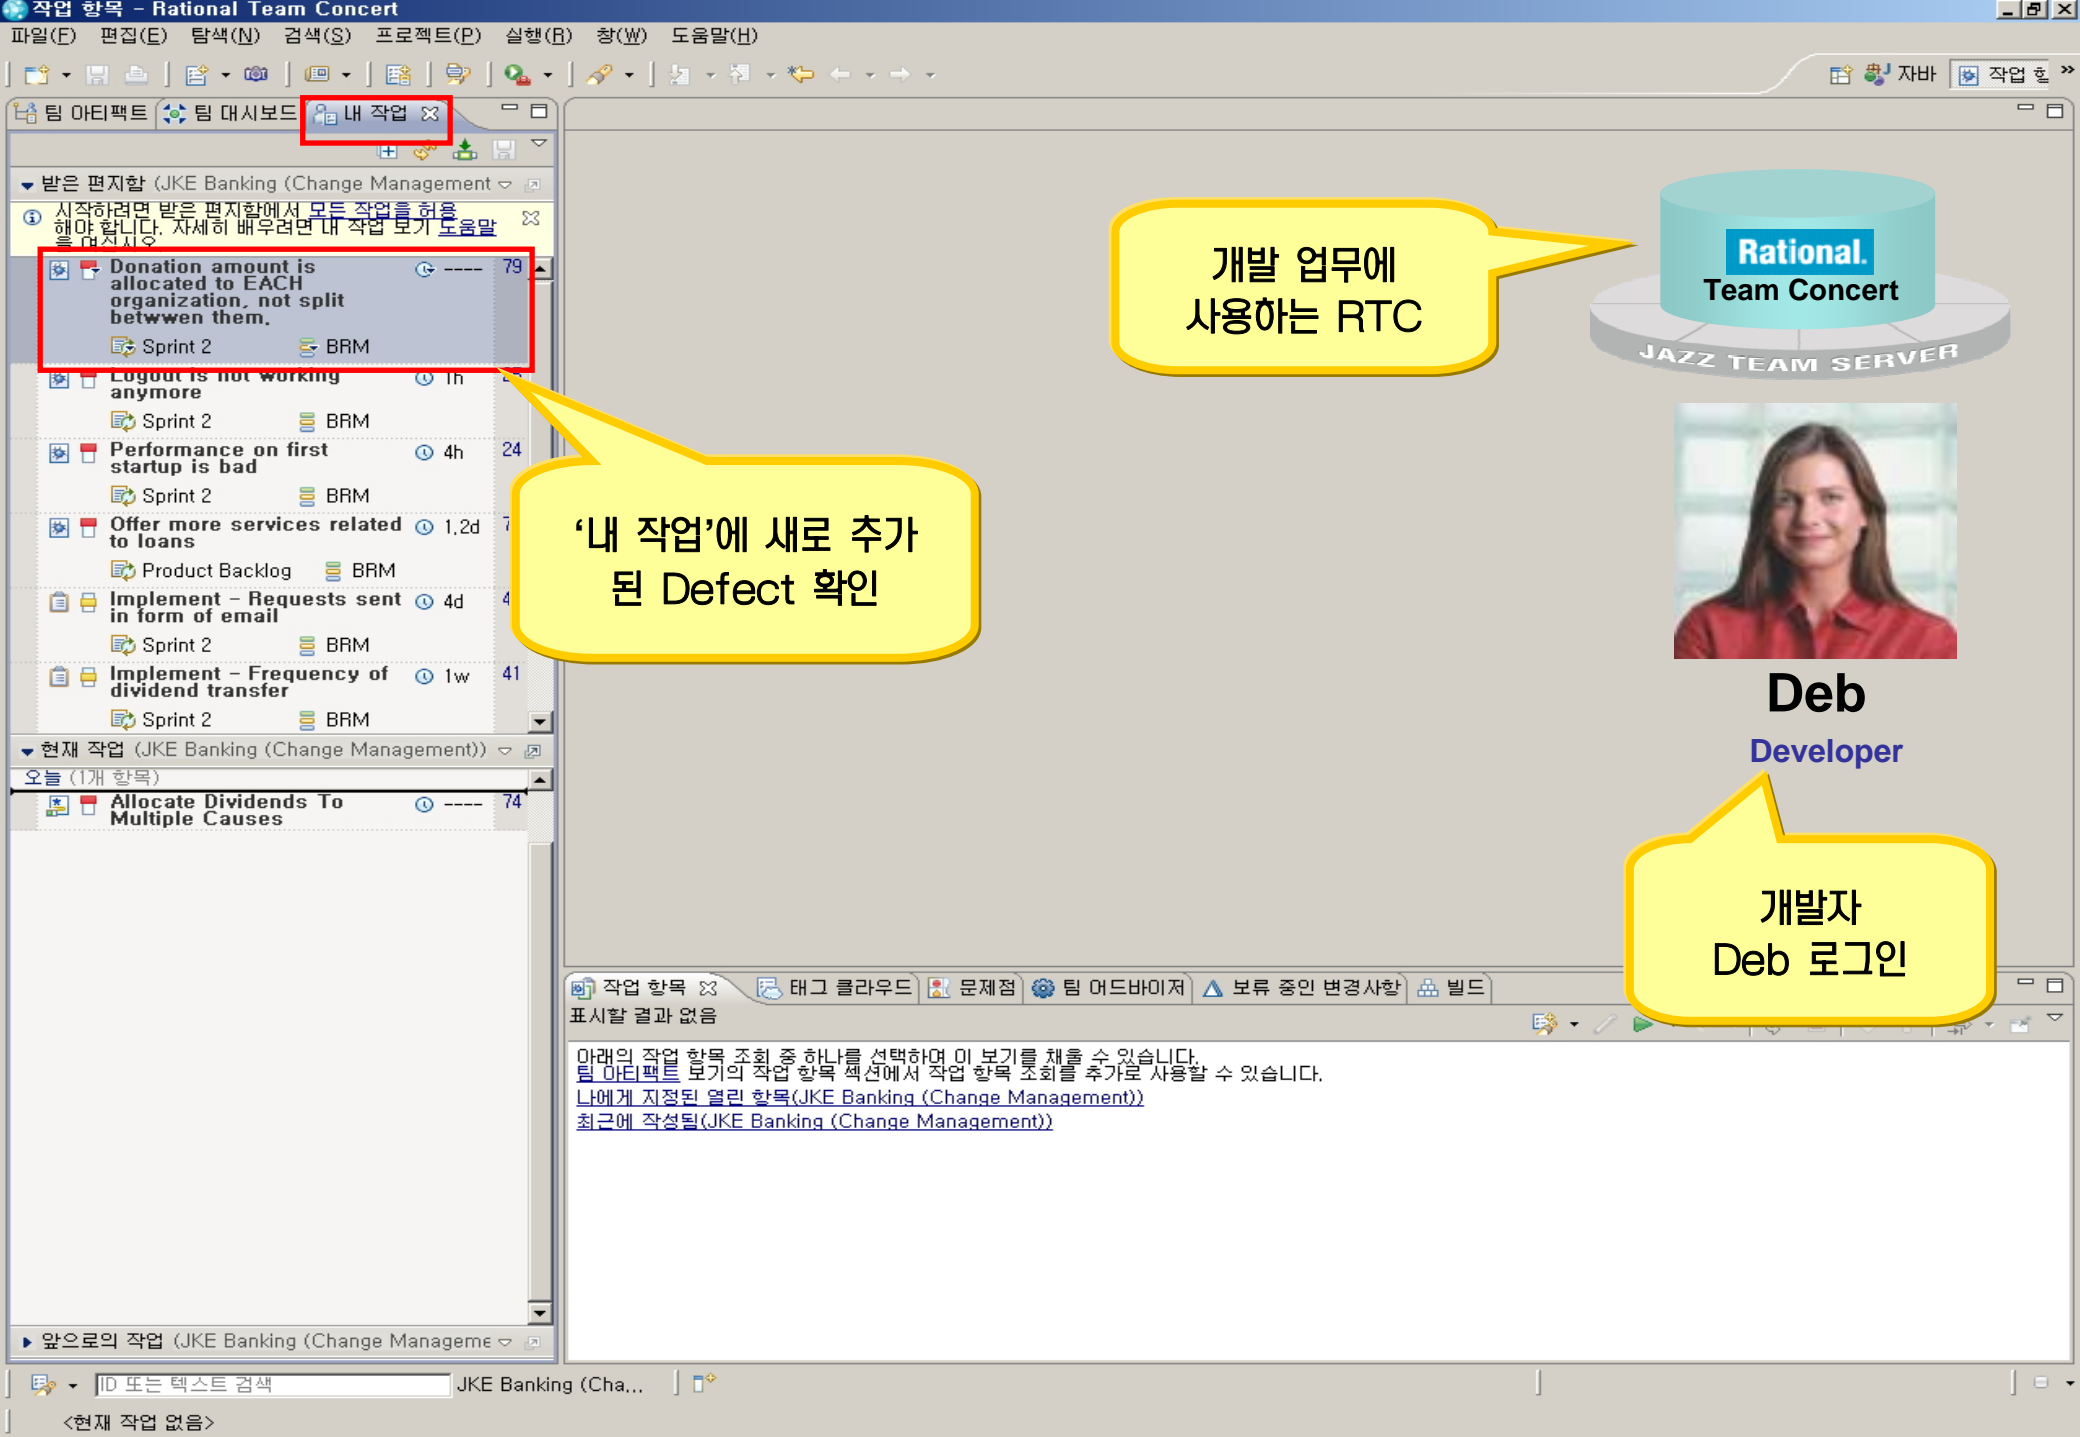 작업 항목 - Rational Team Concert
파일(F) 편집(E) 탐색(N) 검색(S) 프로젝트(P) 실행(R) 창(W) 도움말(H)
자바 작업
팀 아티팩트 팀 대시보드 내 작업
받은 편지함 (JKE Banking (Change Management
시작하려면 받은 편지함에서 모든 작업을 허용
해야 합니다. 자세히 배우려면 내 작업 보기 도움말
을 여십시오
Donation amount is
allocated to EACH
organization, not split
betwwen them.
---- 79
Sprint 2 BRM
Logout is not working
anymore
1h
Sprint 2 BRM
Performance on first
startup is bad
4h 24
Sprint 2 BRM
Offer more services related
to loans
1.2d
Product Backlog BRM
Implement - Requests sent
in form of email
4d
Sprint 2 BRM
Implement - Frequency of
dividend transfer
1w 41
Sprint 2 BRM
현재 작업 (JKE Banking (Change Management))
오늘 (1개 항목)
Allocate Dividends To
Multiple Causes
---- 74
앞으로의 작업 (JKE Banking (Change Manageme
개발 업무에
사용하는 RTC
Rational.
Team Concert
JAZZ TEAM SERVER
‘내 작업’에 새로 추가
된 Defect 확인
Deb
Developer
개발자
Deb 로그인
작업 항목 태그 클라우드 문제점 팀 어드바이저 보류 중인 변경사항 빌드
표시할 결과 없음
아래의 작업 항목 조회 중 하나를 선택하여 이 보기를 채울 수 있습니다.
팀 아티팩트 보기의 작업 항목 섹션에서 작업 항목 조회를 추가로 사용할 수 있습니다.
나에게 지정된 열린 항목(JKE Banking (Change Management))
최근에 작성됨(JKE Banking (Change Management))
ID 또는 텍스트 검색 JKE Banking (Cha...
<현재 작업 없음>